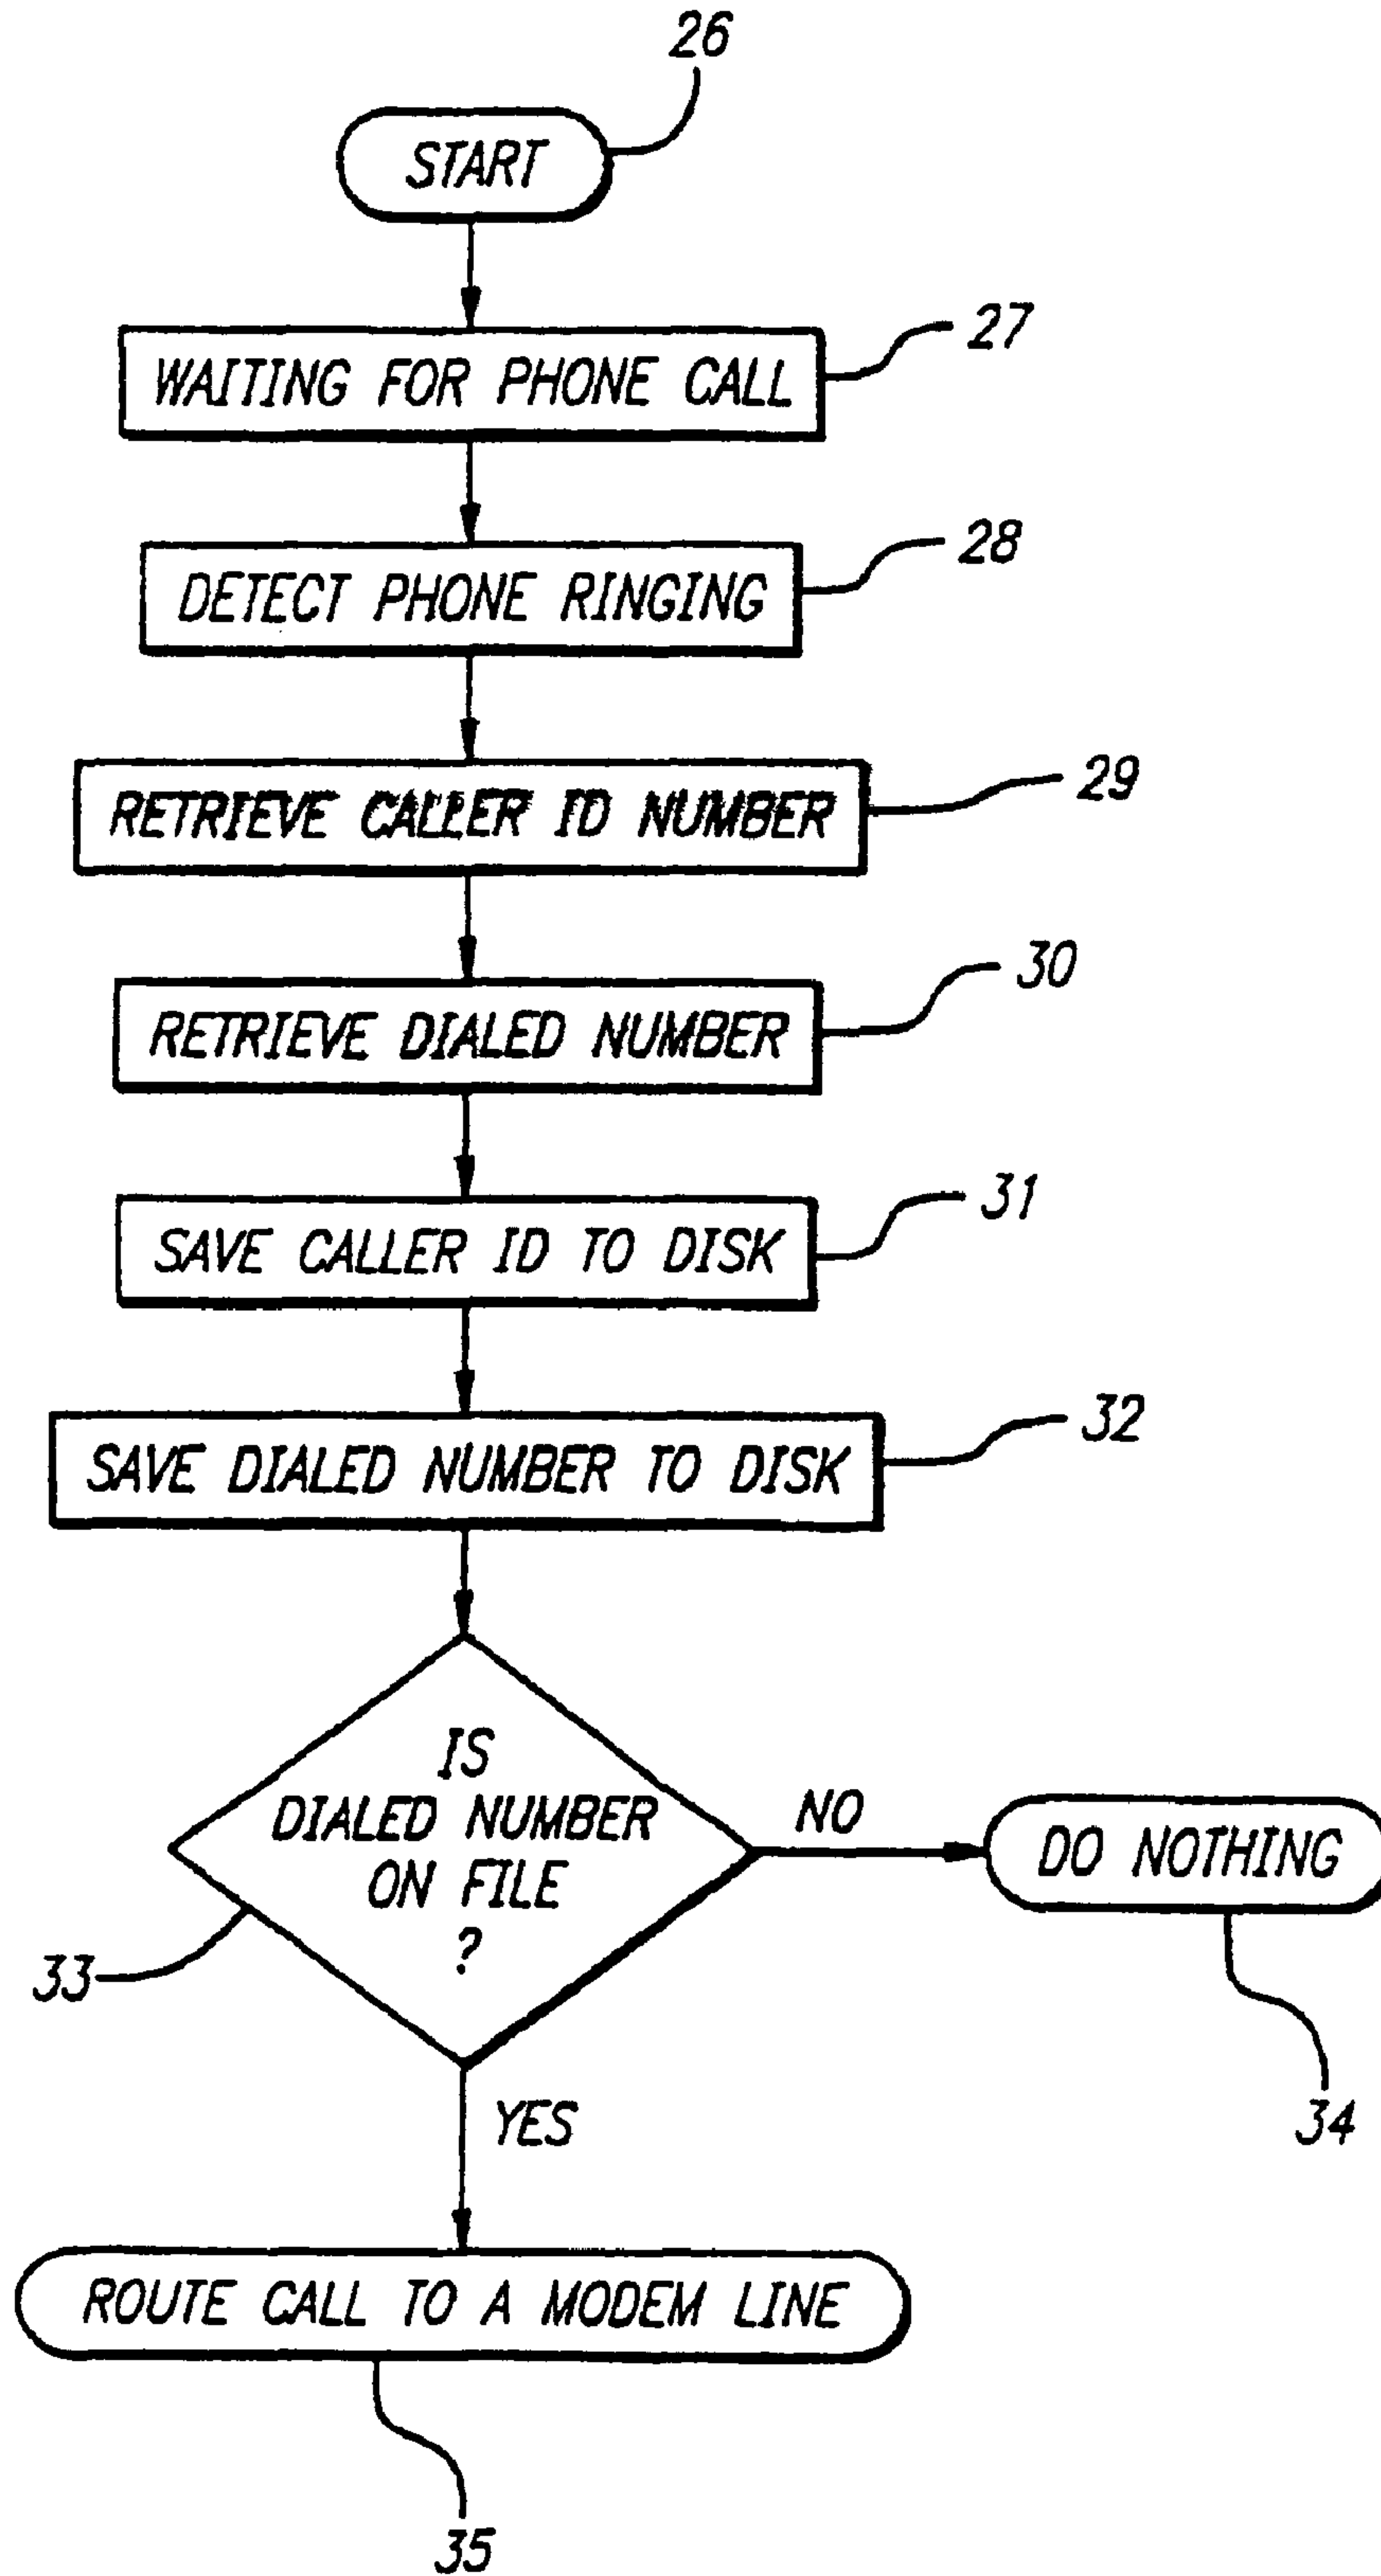 26
START
27
WAITING FOR PHONE CALL
28
DETECT PHONE RINGING
29
RETRIEVE CALLER ID NUMBER
30
RETRIEVE DIALED NUMBER
31
SAVE CALLER ID TO DISK
32
SAVE DIALED NUMBER TO DISK
IS
DIALED NUMBER
ON FILE
?
NO
DO NOTHING
33
34
YES
ROUTE CALL TO A MODEM LINE
35